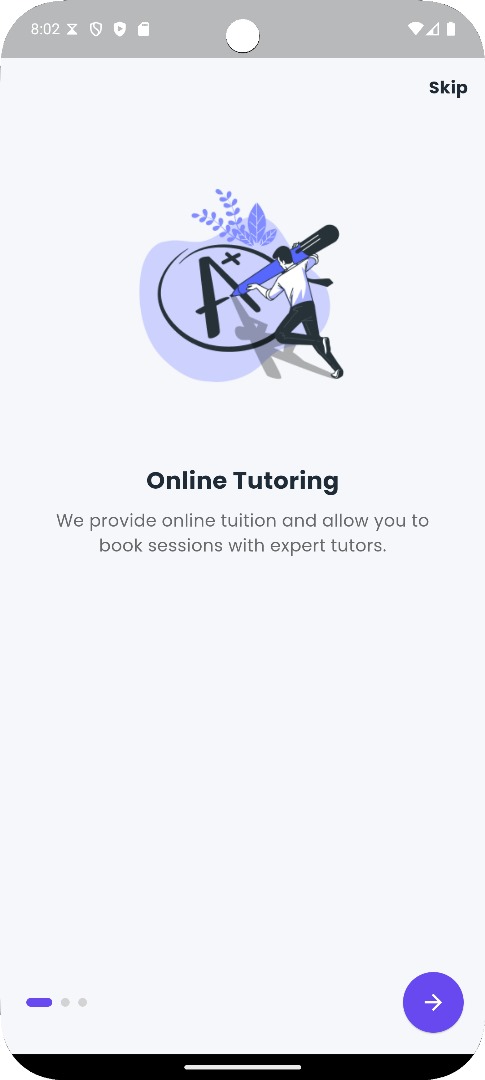 8:02
Skip
A+
Online Tutoring
We provide online tuition and allow you to
book sessions with expert tutors.